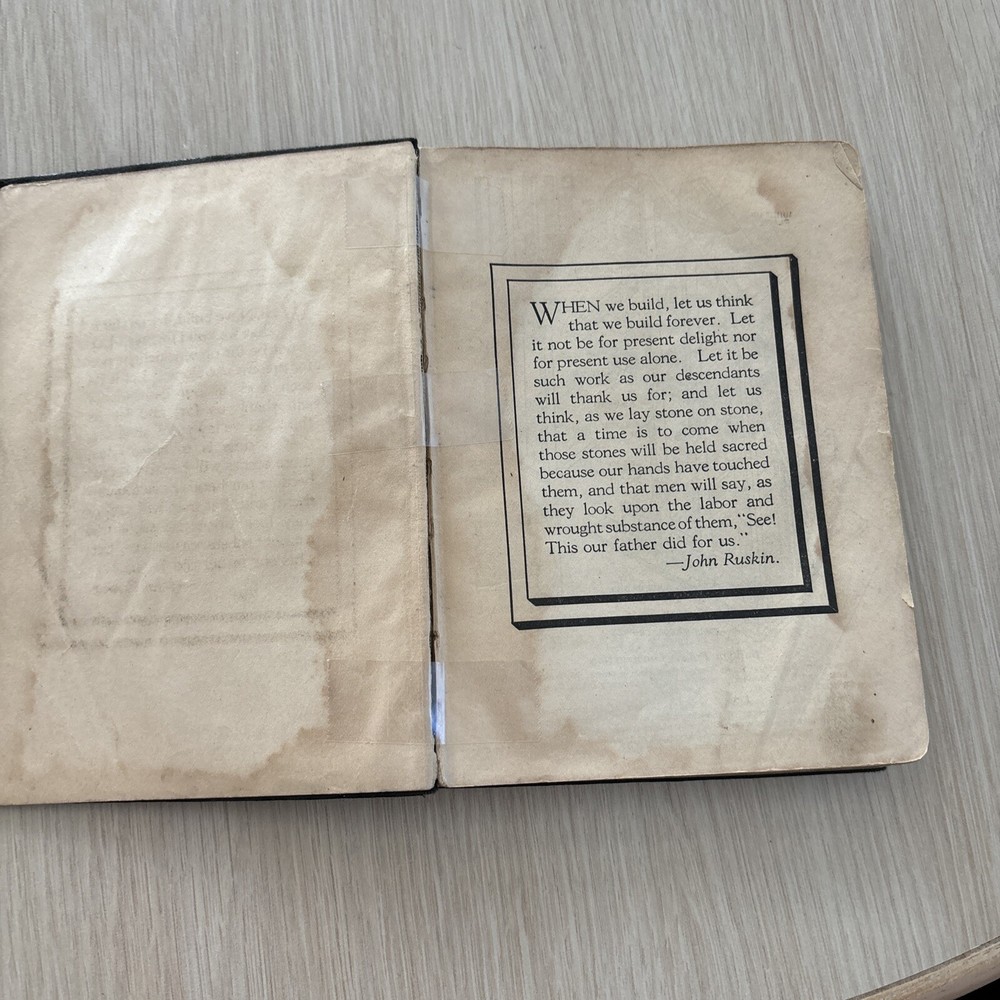 WHEN we build, let us think
that we build forever. Let
it not be for present delight nor
for present use alone. Let it be
such work as our descendants
will thank us for; and let us
think, as we lay stone on stone,
that a time is to come when
those stones will be held sacred
because our hands have touched
them, and that men will say, as
they look upon the labor and
wrought substance of them, "See!
This our father did for us."
—John Ruskin.